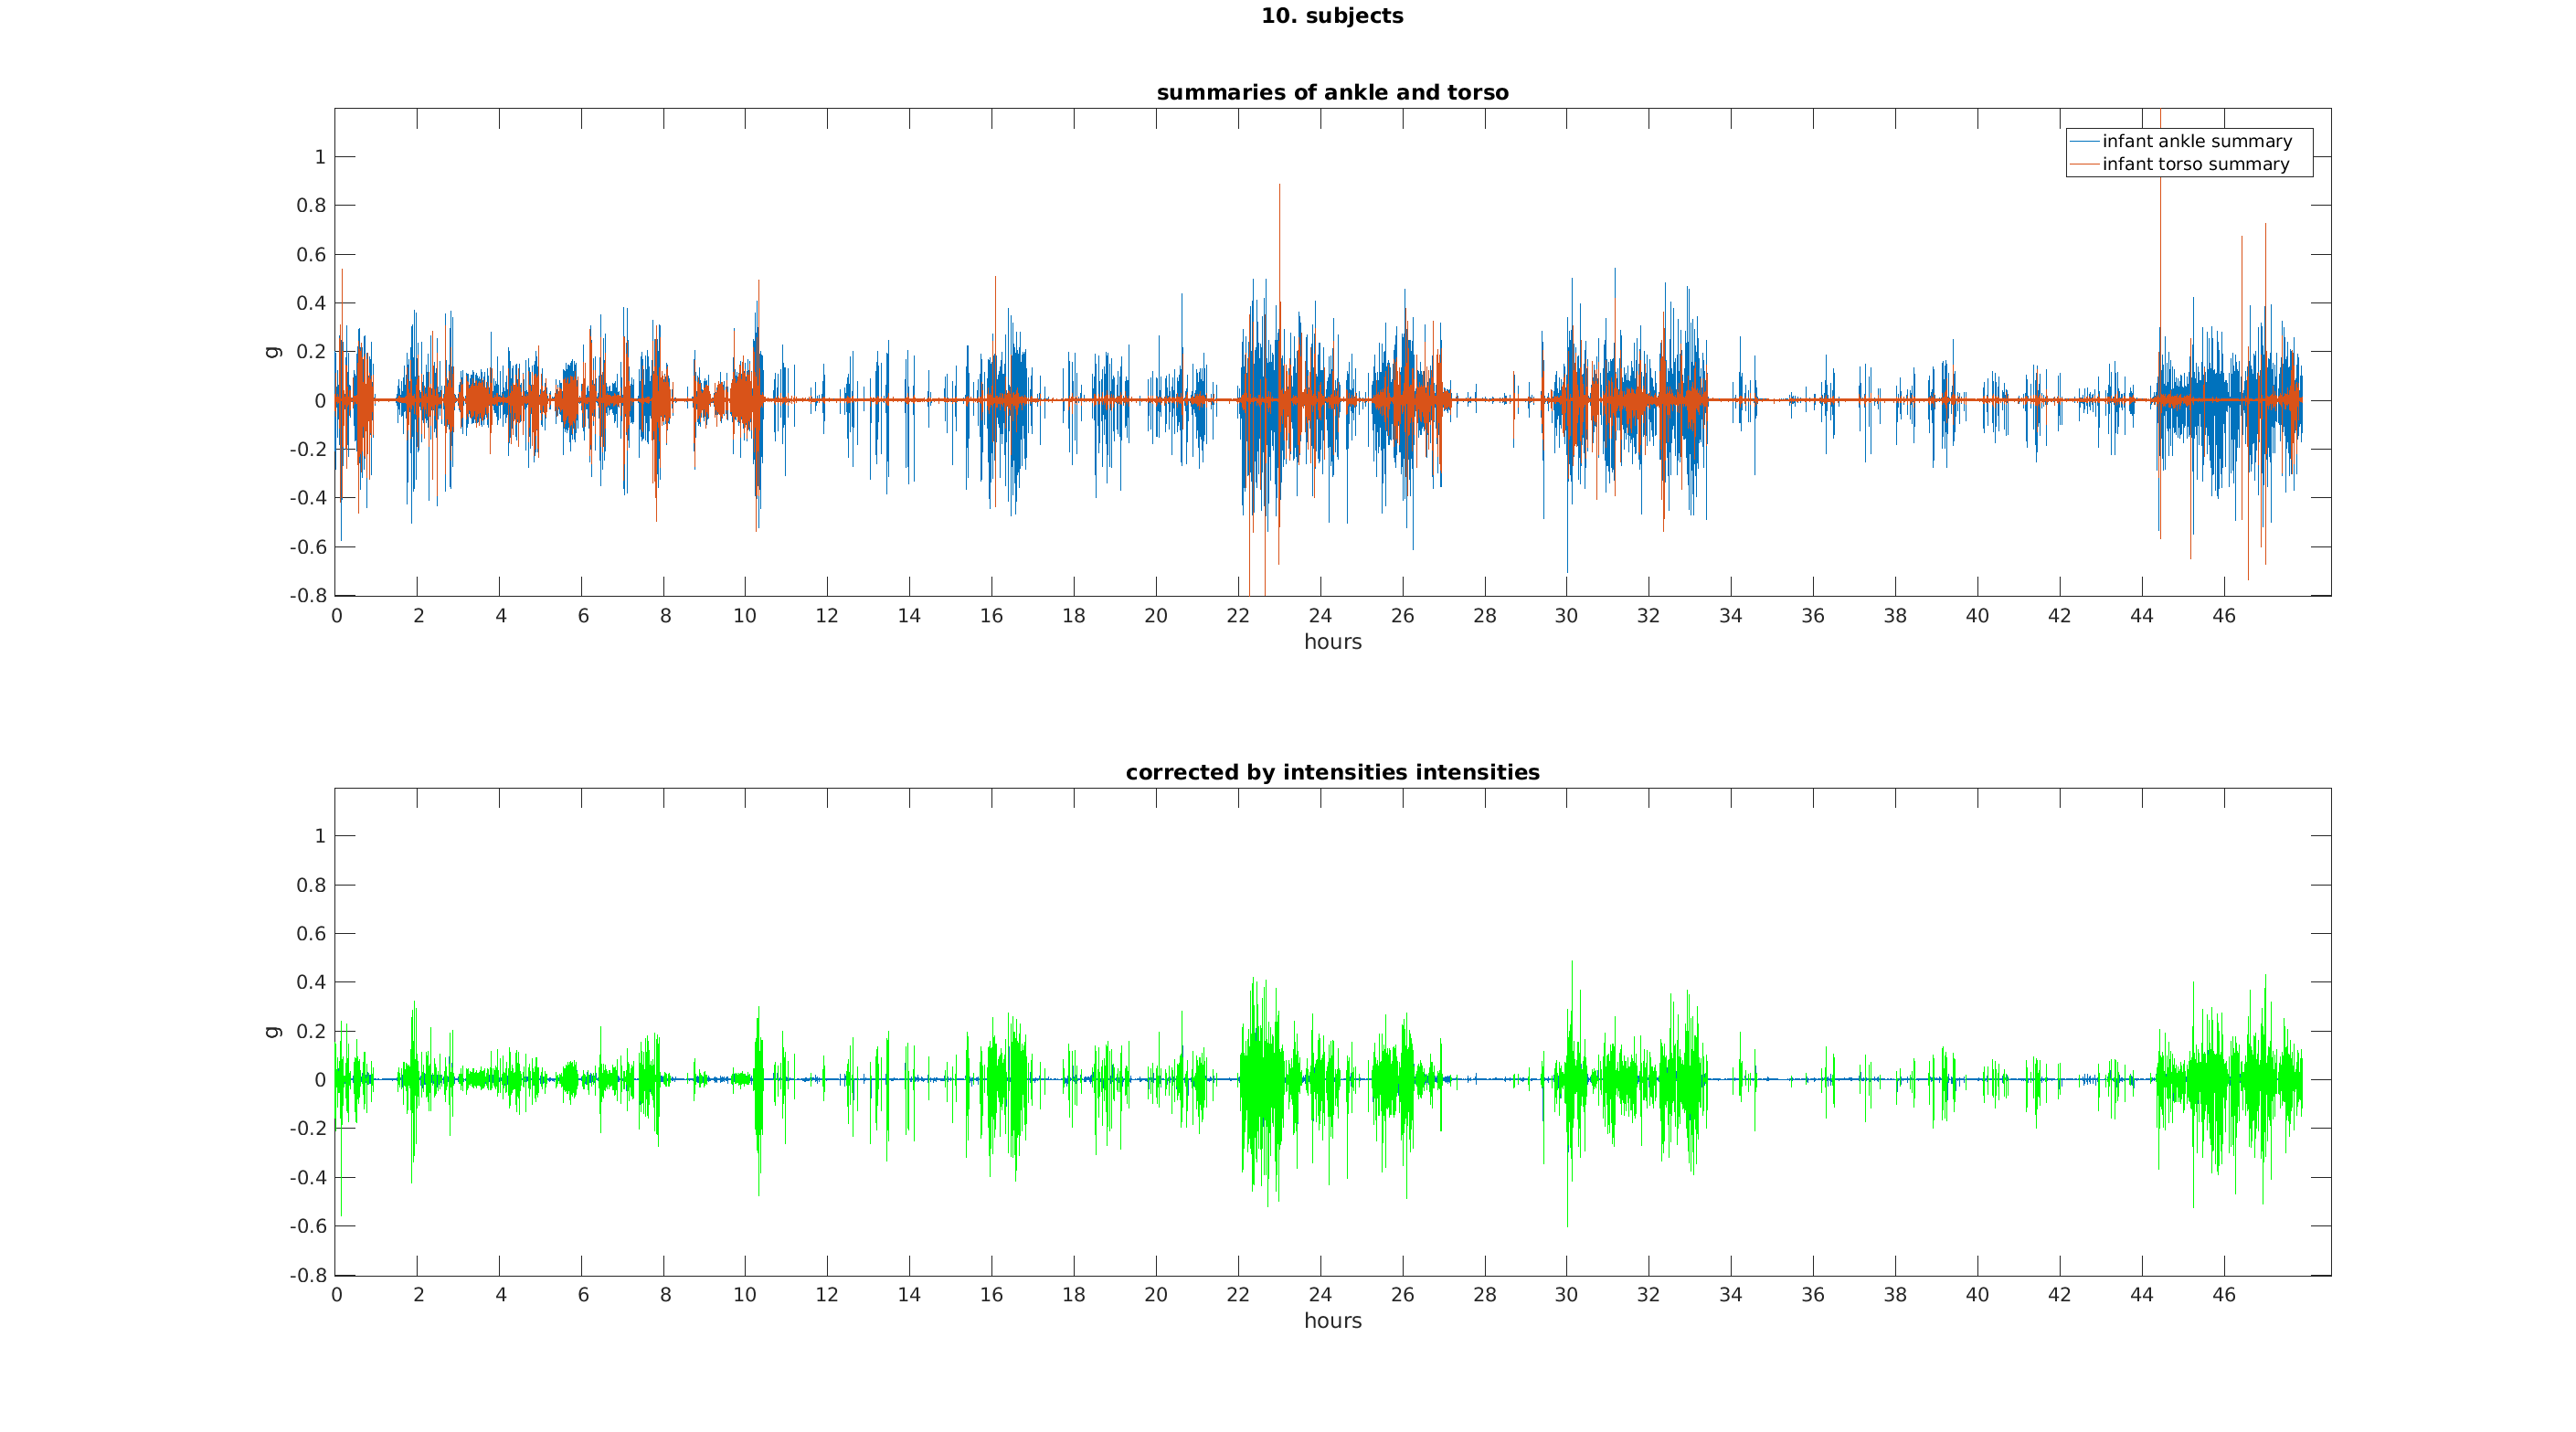 10. subjects
summaries of ankle and torso
infant ankle summary
infant torso summary
1
0.8
0.6
0.4
0.2
0
-0.2
-0.4
-0.6
-0.8
g
0 2 4 6 8 10 12 14 16 18 20 22 24 26 28 30 32 34 36 38 40 42 44 46
hours
corrected by intensities intensities
1
0.8
0.6
0.4
0.2
0
-0.2
-0.4
-0.6
-0.8
g
0 2 4 6 8 10 12 14 16 18 20 22 24 26 28 30 32 34 36 38 40 42 44 46
hours